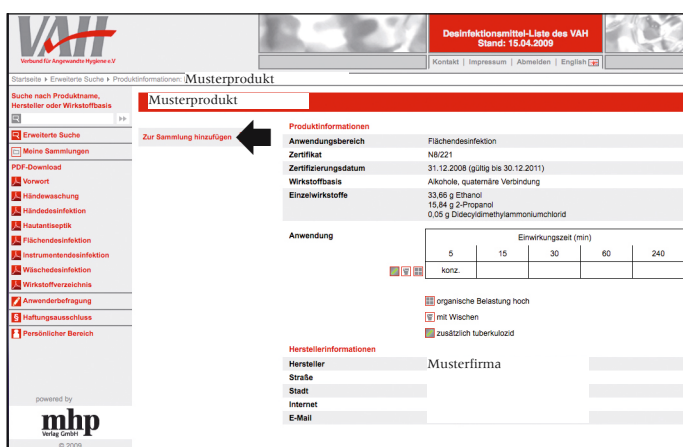 VAH
Verbund für Angewandte Hygiene e.V
Desinfektionsmittel-Liste des VAH
Stand: 15.04.2009
Kontakt | Impressum | Abmelden | English
Startseite Erweiterte Suche Produktinformationen: Musterprodukt
Suche nach Produktname,
Hersteller oder Wirkstoffbasis
Erweiterte Suche
Meine Sammlungen
PDF-Download
Vorwort
Händewaschung
Händedesinfektion
Hautantiseptik
Flächendesinfektion
Instrumentendesinfektion
Wäschedesinfektion
Wirkstoffverzeichnis
Anwenderbefragung
§ Haftungsausschluss
Persönlicher Bereich
powered by
mhp
Verlag GmbH
© 2009
Musterprodukt
Zur Sammlung hinzufügen
Produktinformationen
Anwendungsbereich Flächendesinfektion
Zertifikat N8/221
Zertifizierungsdatum 31.12.2008 (gültig bis 30.12.2011)
Wirkstoffbasis Alkohole, quaternäre Verbindung
Einzelwirkstoffe 33,66 g Ethanol
15,84 g 2-Propanol
0,05 g Didecyldimethylammoniumchlorid
Anwendung Einwirkungszeit (min)
5 15 30 60 240
konz.
organische Belastung hoch
mit Wischen
zusätzlich tuberkulozid
Herstellerinformationen
Hersteller Musterfirma
Straße
Stadt
Internet
E-Mail